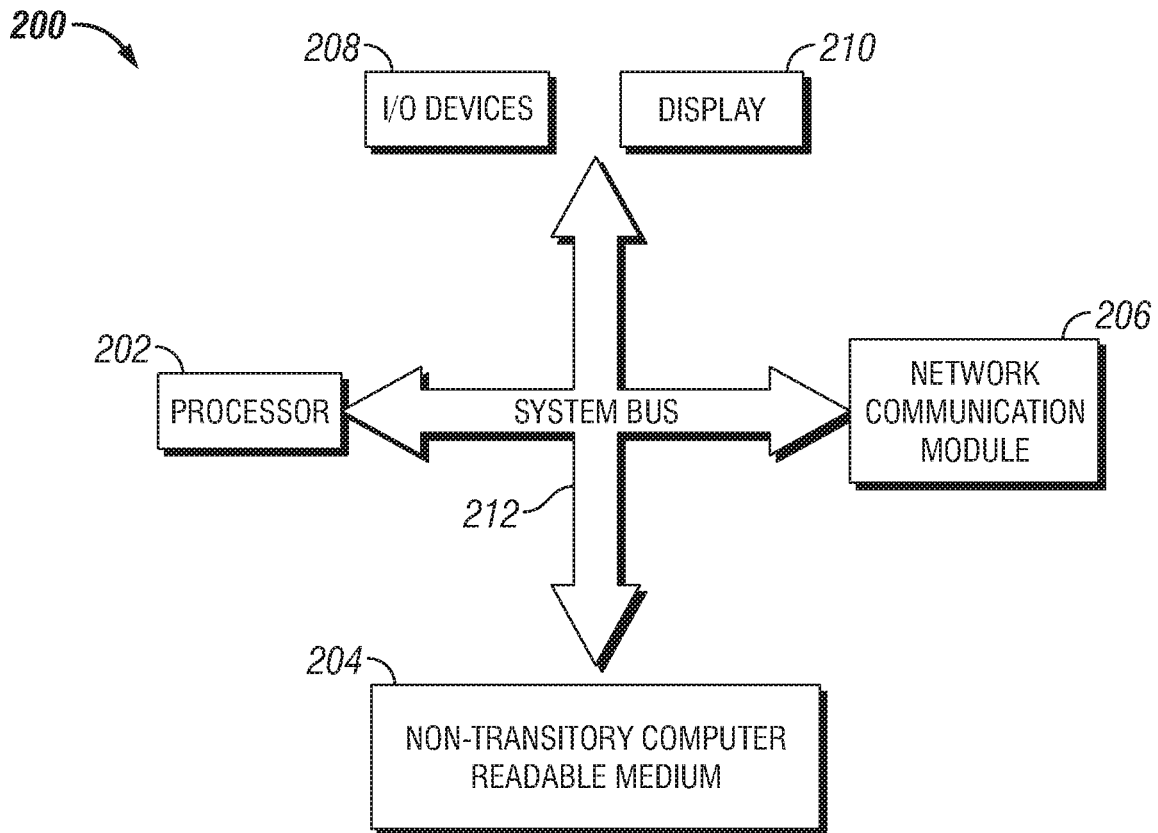 200
208
210
I/O DEVICES
DISPLAY
206
202
NETWORK
COMMUNICATION
MODULE
PROCESSOR
SYSTEM BUS
212
204
NON-TRANSITORY COMPUTER
READABLE MEDIUM